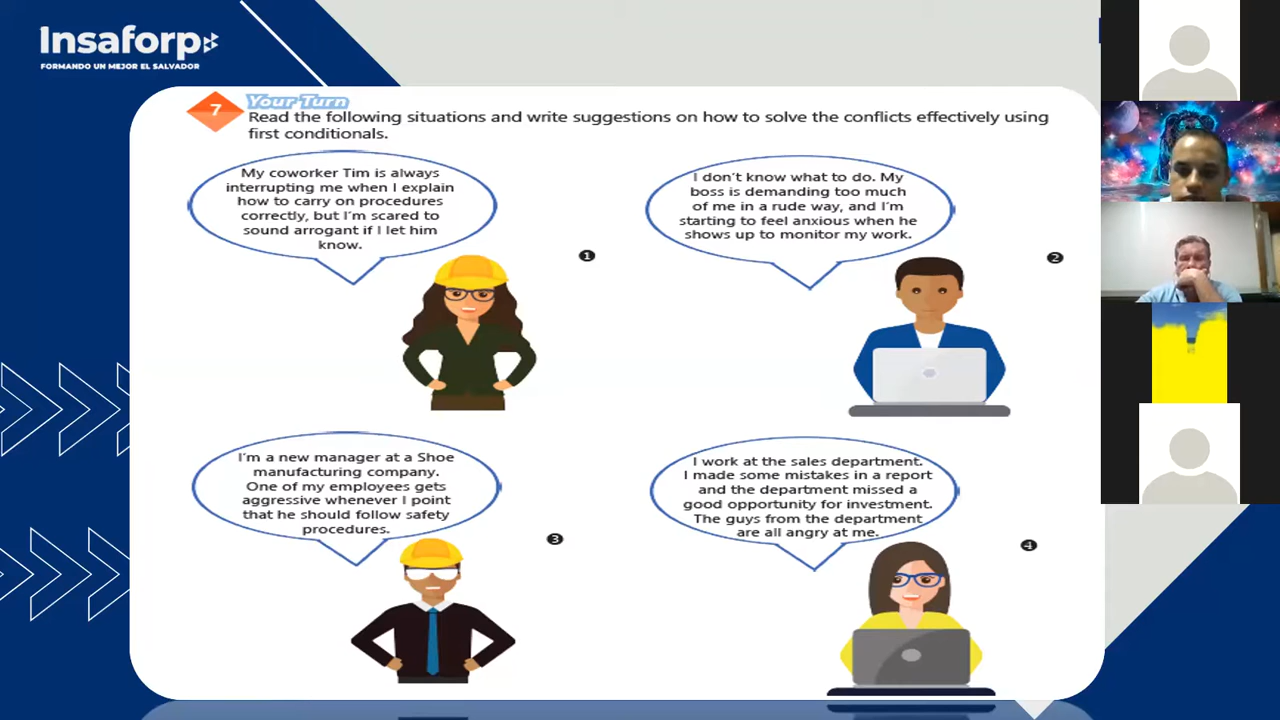 Insaforp
FORMANDO UN MEJOR EL SALVADOR
7
Your Turn
Read the following situations and write suggestions on how to solve the conflicts effectively using
first conditionals.
My coworker Tim is always
interrupting me when I explain
how to carry on procedures
correctly, but I'm scared to
sound arrogant if I let him
know.
1
I don't know what to do. My
boss is demanding too much
of me in a rude way, and I'm
starting to feel anxious when he
shows up to monitor my work.
2
I'm a new manager at a Shoe
manufacturing company.
One of my employees gets
aggressive whenever I point
that he should follow safety
procedures.
3
I work at the sales department.
I made some mistakes in a report
and the department missed a
good opportunity for investment.
The guys from the department
are all angry at me.
4